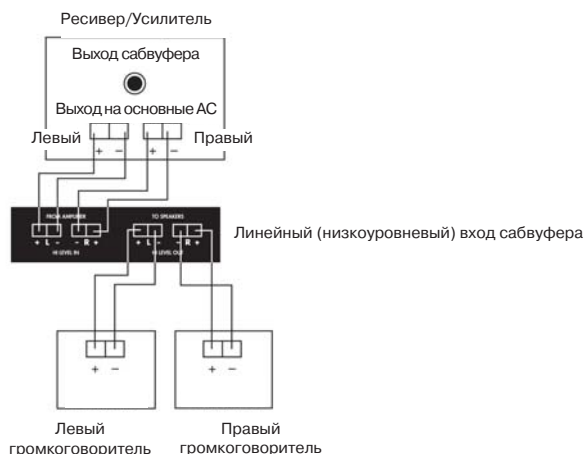 Ресивер/Усилитель
Выход сабвуфера
Выход на основные АС
Левый Правый
+ − + −
FROM AMPLIFIER TO SPEAKERS
+ L - - R + + L - - R +
HI LEVEL IN HI LEVEL OUT
Линейный (низкоуровневый) вход сабвуфера
+ − + −
Левый громкоговоритель
Правый громкоговоритель